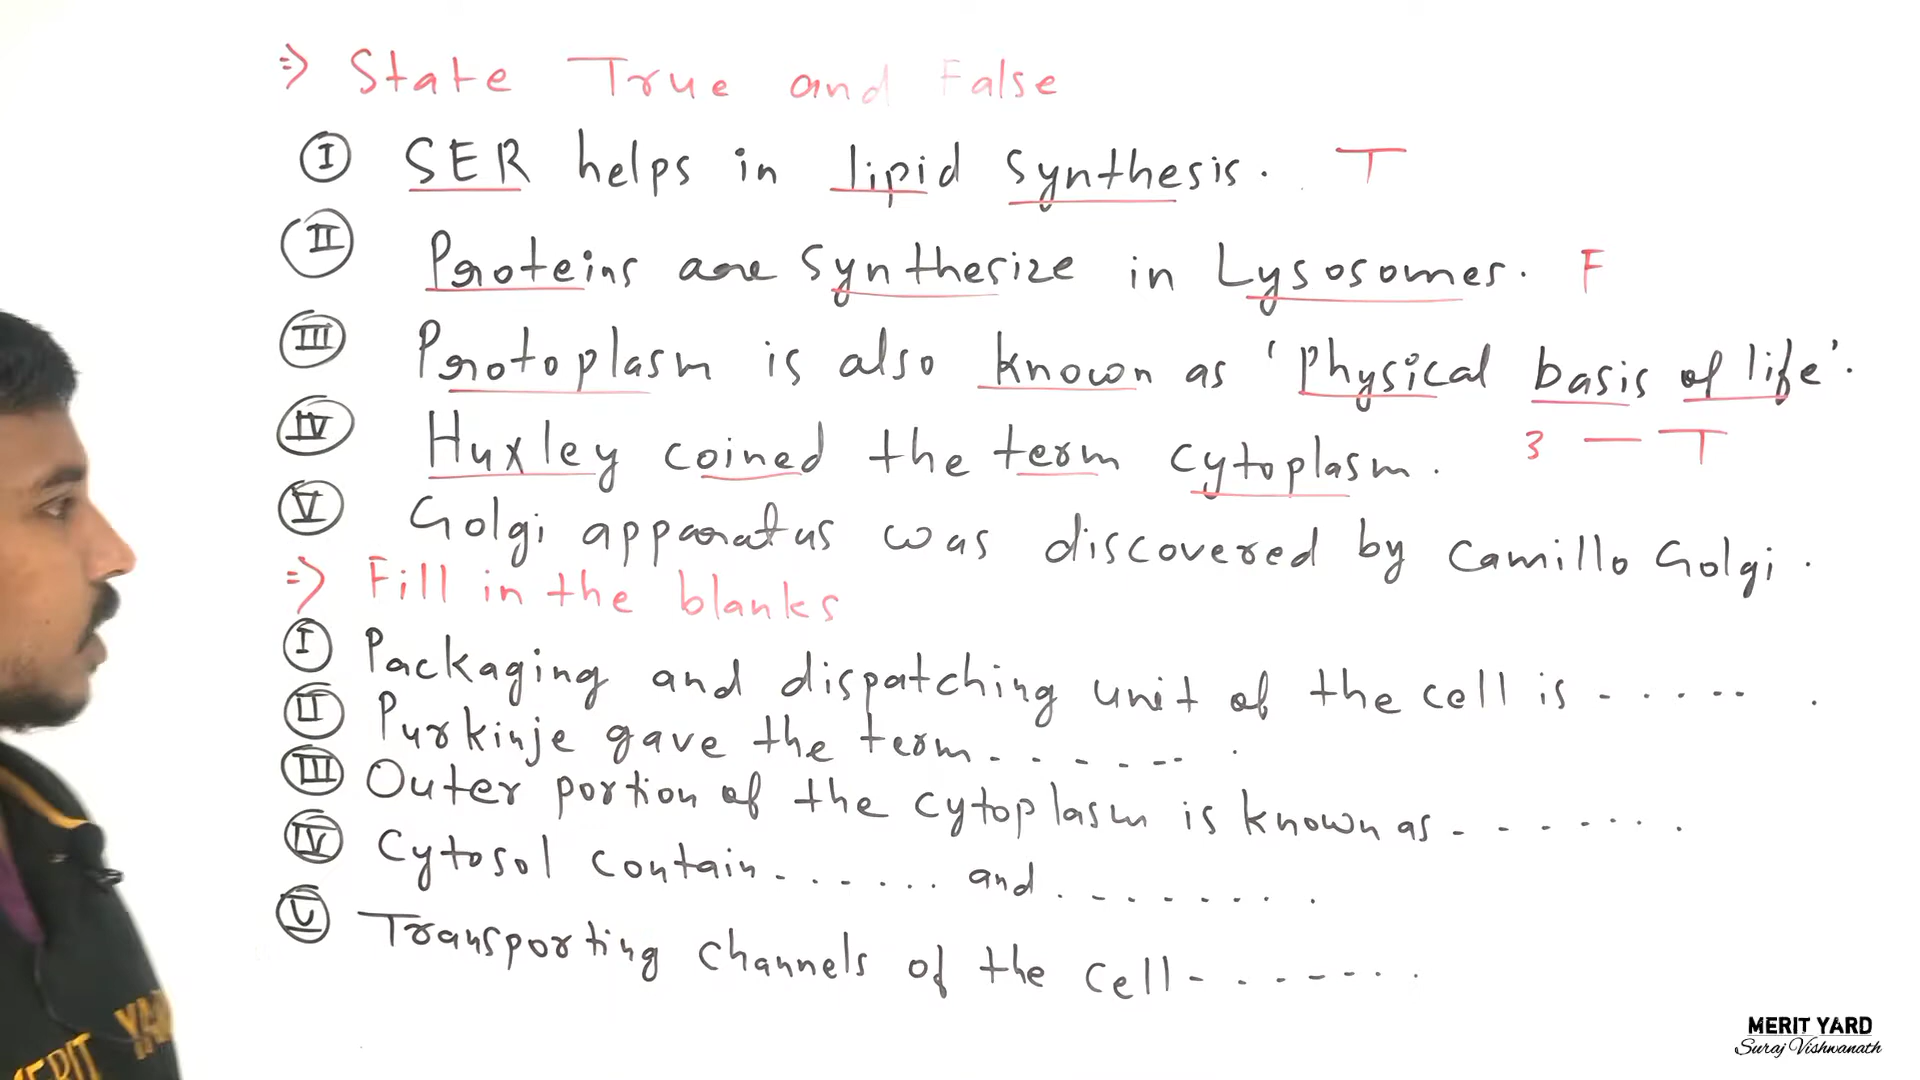 => State True and False
I SER helps in lipid synthesis. T
II Proteins are synthesize in Lysosomes. F
III Protoplasm is also known as 'Physical basis of life'.
IV Huxley coined the term cytoplasm. 3 — T
V Golgi apparatus was discovered by Camillo Golgi.
=> Fill in the blanks
I Packaging and dispatching unit of the cell is ------ .
II Purkinje gave the term ------- .
III Outer portion of the cytoplasm is known as ------- .
IV Cytosol contain ------- and -------- .
V Transporting channels of the cell ------- .
MERIT YARD
MERIT YARD
Suraj Vishwanath